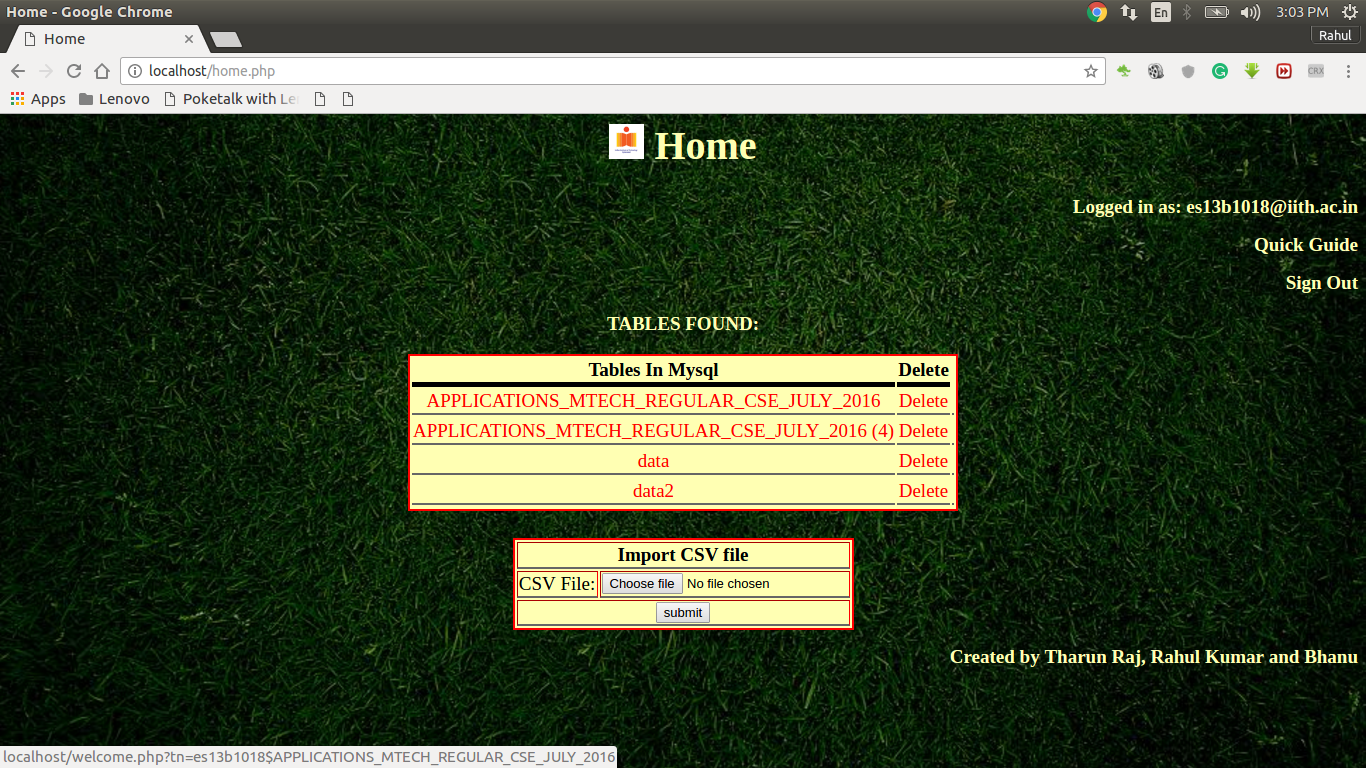 Home - Google Chrome
En
3:03 PM
Home
Rahul
localhost/home.php
CRX
Apps
Lenovo
Poketalk with Le
Home
Logged in as: es13b1018@iith.ac.in
Quick Guide
Sign Out
TABLES FOUND:
Tables In Mysql Delete
APPLICATIONS_MTECH_REGULAR_CSE_JULY_2016 Delete
APPLICATIONS_MTECH_REGULAR_CSE_JULY_2016 (4) Delete
data Delete
data2 Delete
Import CSV file
CSV File: Choose file No file chosen
submit
Created by Tharun Raj, Rahul Kumar and Bhanu
localhost/welcome.php?tn=es13b1018$APPLICATIONS_MTECH_REGULAR_CSE_JULY_2016